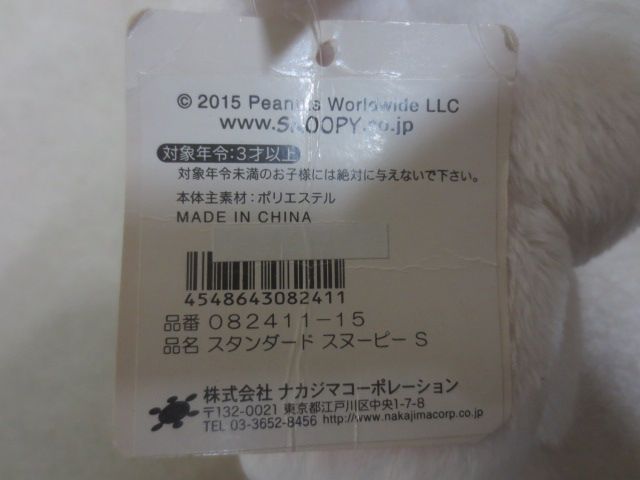 © 2015 Peanuts Worldwide LLC
www.SNOOPY.co.jp
対象年令:3才以上
対象年令未満のお子様には絶対に与えないで下さい。
本体主素材:ポリエステル
MADE IN CHINA
4548643082411
品番 082411-15
品名 スタンダード スヌーピー S
株式会社 ナカジマコーポレーション
〒132-0021 東京都江戸川区中央1-7-8
TEL 03-3652-8456 http://www.nakajimacorp.co.jp